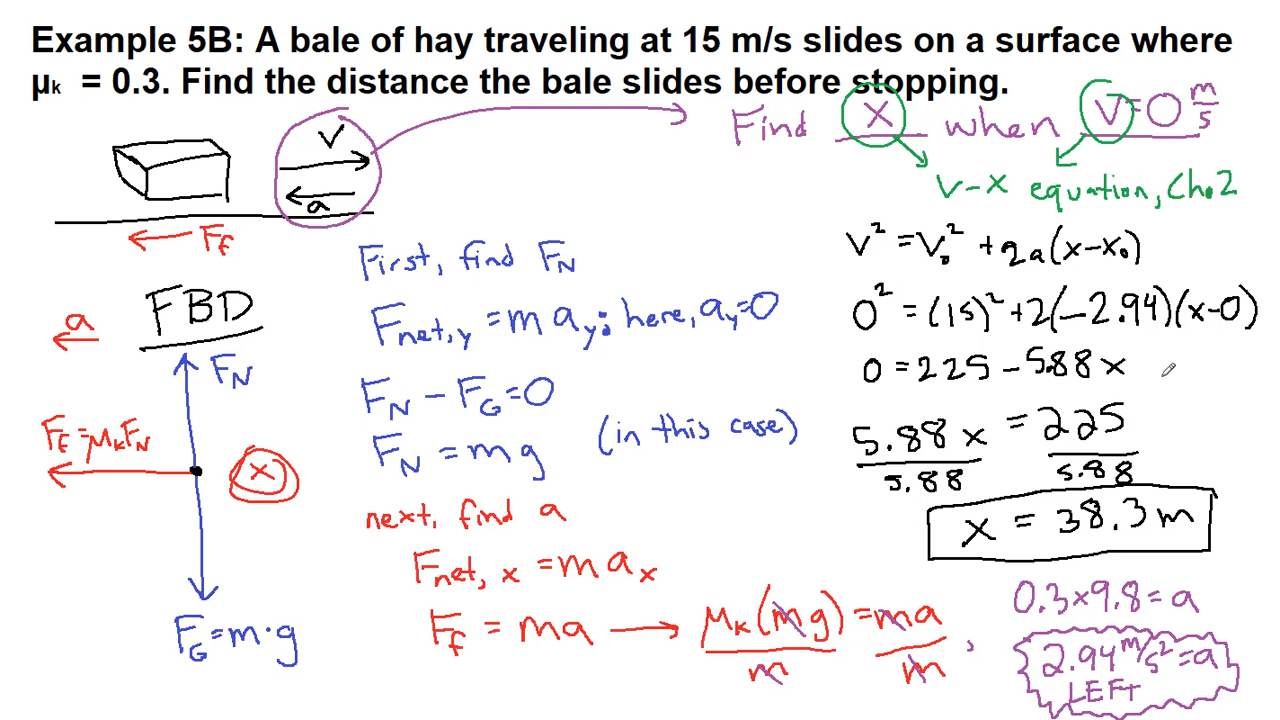 Example 5B: A bale of hay traveling at 15 m/s slides on a surface where
μk = 0.3. Find the distance the bale slides before stopping.
Find x when v=0 m/s
v-x equation, Ch.2
V
a
Ff
FBD
a
FN
Ff=μkFN
x
FG=m·g
First, find FN
Fnet,y = m ay; here, ay=0
FN - FG=0
FN = mg (in this case)
next, find a
Fnet, x = m ax
Ff = ma → μk(mg)/m = ma/m,
0.3×9.8=a
2.94 m/s²=a
LEFT
v² = v₀² + 2a(x-x₀)
0² = (15)² +2(-2.94)(x-0)
0 = 225 - 5.88x
5.88x = 225
5.88 5.88
x = 38.3m